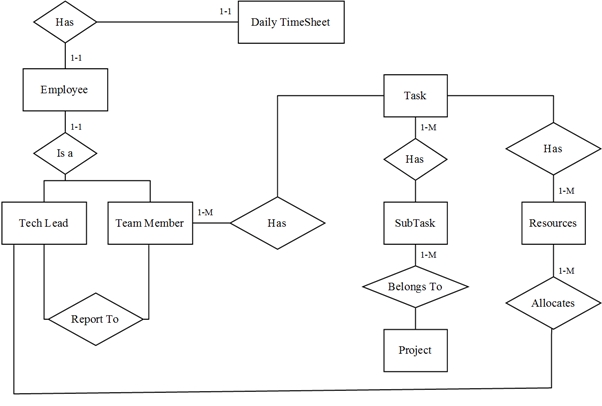 Has
1-1
Daily TimeSheet
1-1
Employee
1-1
Task
1-M
Is a
Has
Has
1-M
Tech Lead
Team Member
1-M
Has
SubTask
Resources
1-M
1-M
Belongs To
Allocates
Report To
Project